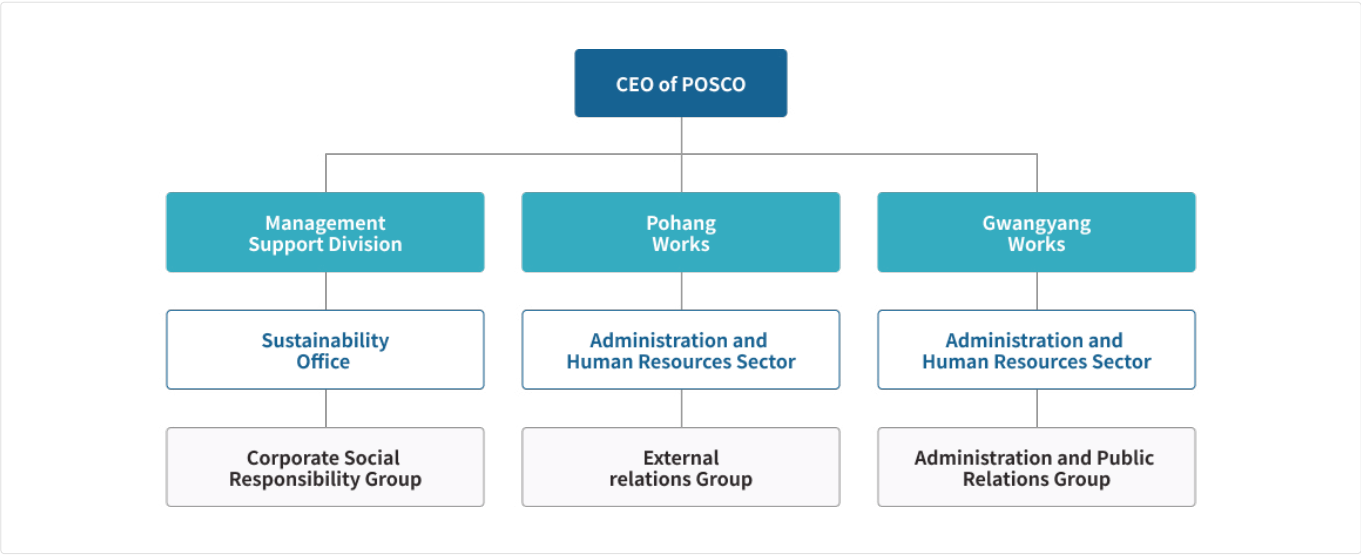 CEO of POSCO
Management
Support Division
Pohang
Works
Gwangyang
Works
Sustainability
Office
Administration and
Human Resources Sector
Administration and
Human Resources Sector
Corporate Social
Responsibility Group
External
relations Group
Administration and Public
Relations Group